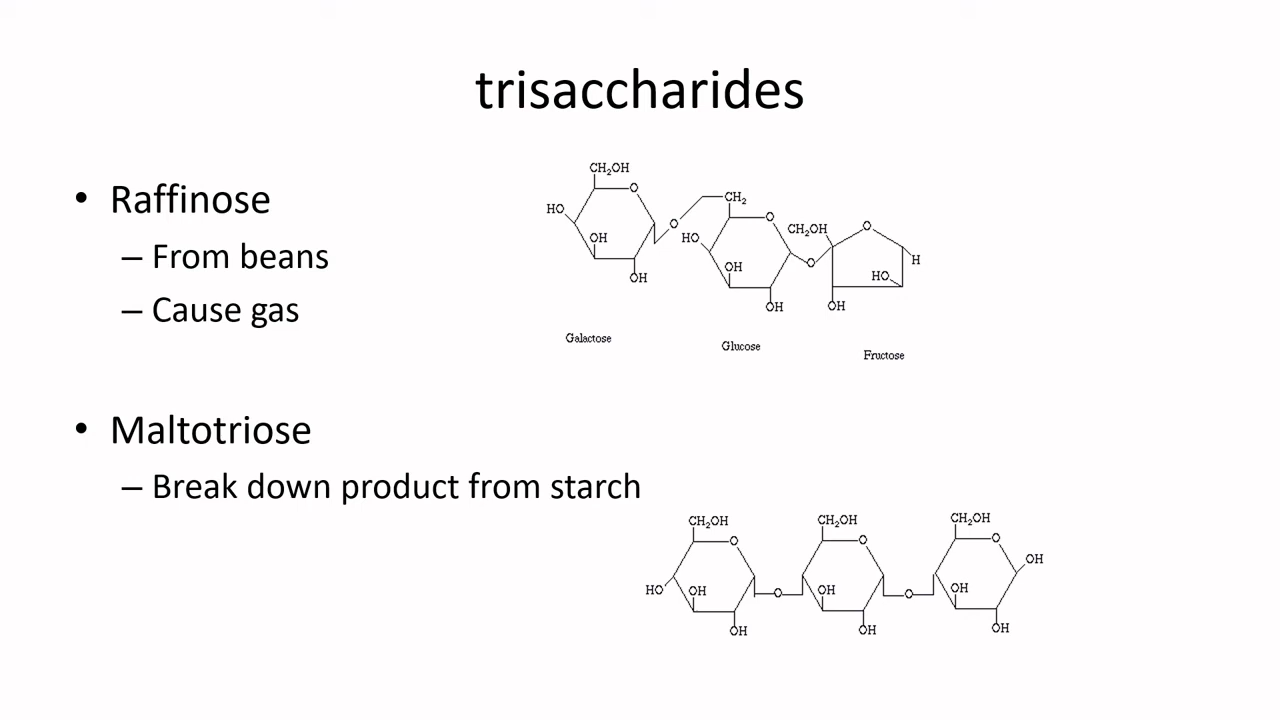 trisaccharides
• Raffinose
– From beans
– Cause gas
CH₂OH
O
HO
OH
OH
O
CH₂
O
HO
OH
OH
O
CH₂OH
O
H
HO
OH
Galactose
Glucose
Fructose
• Maltotriose
– Break down product from starch
CH₂OH
O
HO
OH
OH
O
CH₂OH
O
OH
OH
O
CH₂OH
O
OH
OH
OH